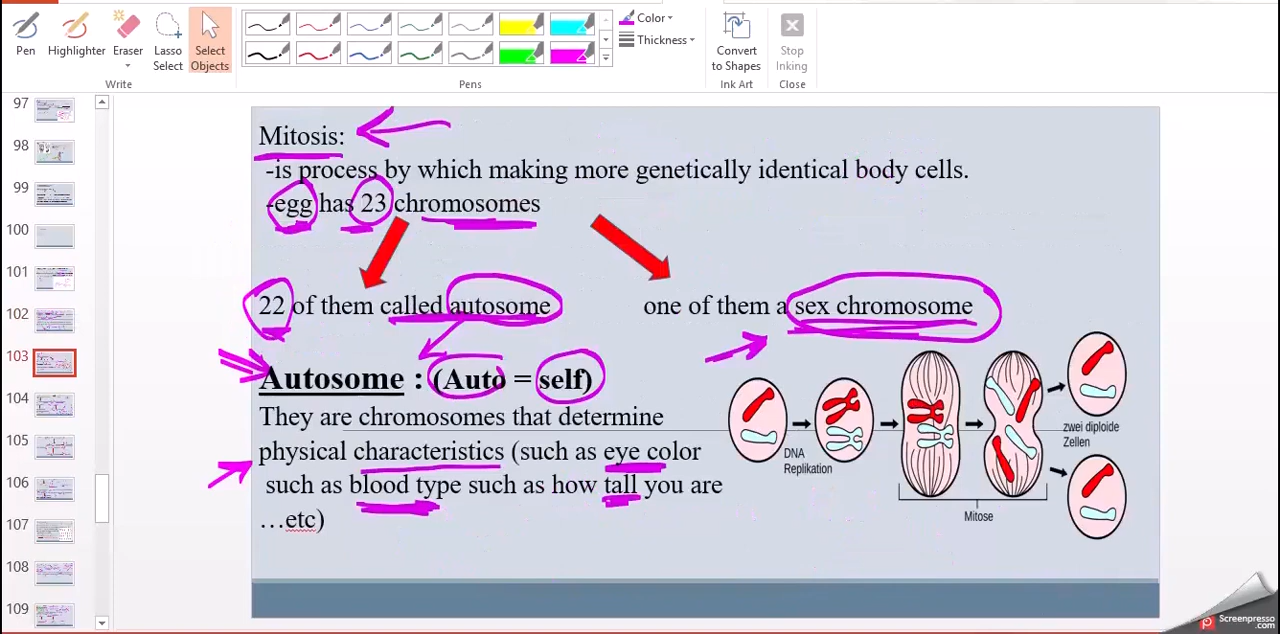 Pen
Highlighter
Eraser
Lasso Select
Select Objects
Write
Pens
Color
Thickness
Convert to Shapes
Ink Art
Stop Inking
Close
97
98
99
100
101
102
103
104
105
106
107
108
109
Mitosis:
-is process by which making more genetically identical body cells.
-egg has 23 chromosomes
22 of them called autosome
one of them a sex chromosome
Autosome : (Auto = self)
They are chromosomes that determine
physical characteristics (such as eye color
such as blood type such as how tall you are
…etc)
DNA
Replikation
Mitose
zwei diploide
Zellen
Screenpresso
.com